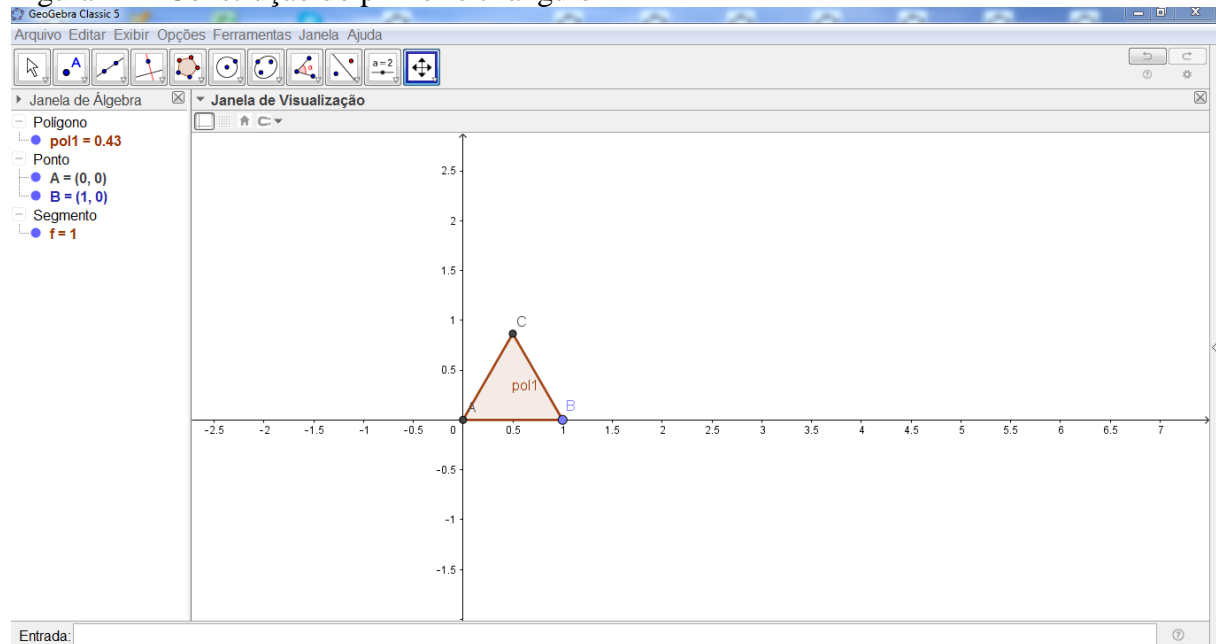 GeoGebra Classic 5
Arquivo Editar Exibir Opções Ferramentas Janela Ajuda
A
a = 2
Janela de Álgebra
Polígono
pol1 = 0.43
Ponto
A = (0, 0)
B = (1, 0)
Segmento
f = 1
Janela de Visualização
2.5
2
1.5
1
C
0.5
pol1
A
B
-2.5 -2 -1.5 -1 -0.5 0 0.5 1 1.5 2 2.5 3 3.5 4 4.5 5 5.5 6 6.5 7
-0.5
-1
-1.5
Entrada: